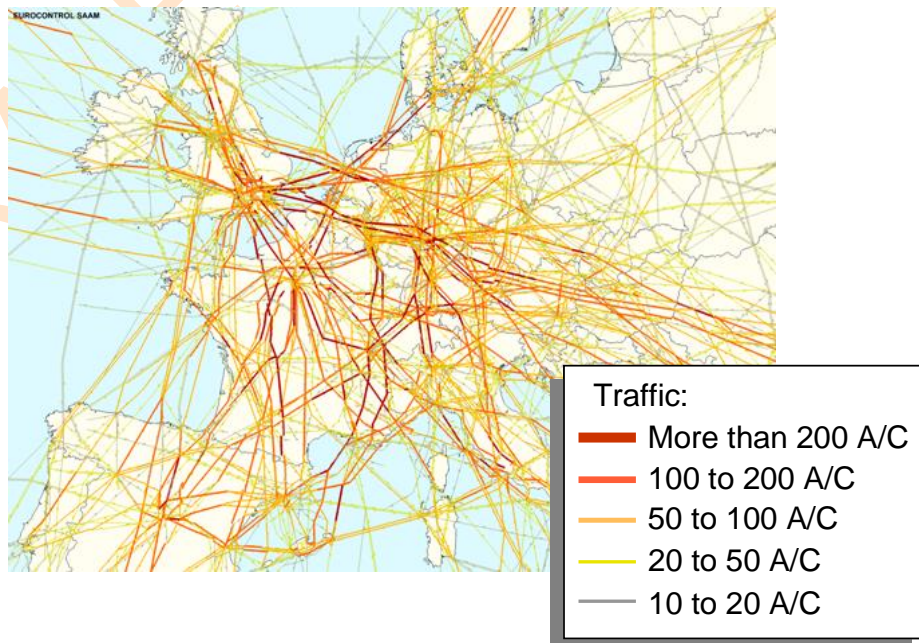 EUROCONTROL SAAM
Traffic:
More than 200 A/C
100 to 200 A/C
50 to 100 A/C
20 to 50 A/C
10 to 20 A/C